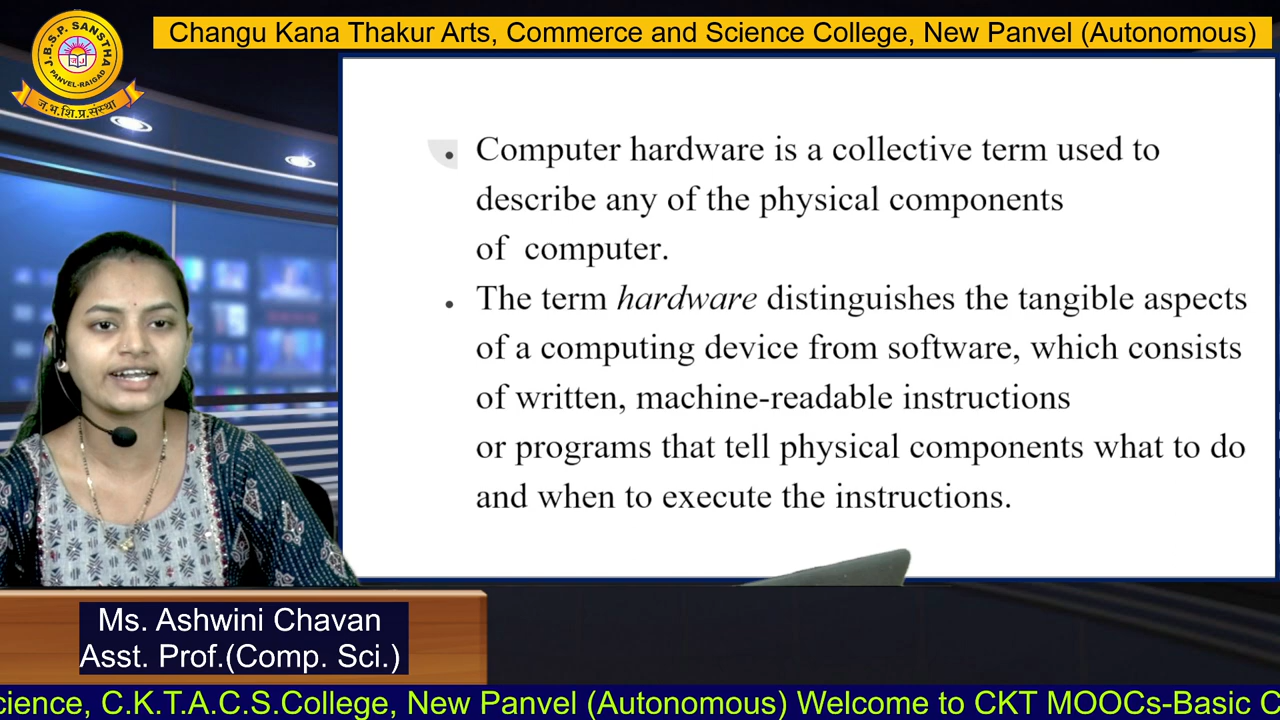 J.B.S.P. SANSTHA
PANVEL-RAIGAD
ज.भ.शि.प्र.संस्था
Changu Kana Thakur Arts, Commerce and Science College, New Panvel (Autonomous)
• Computer hardware is a collective term used to
describe any of the physical components
of computer.
• The term hardware distinguishes the tangible aspects
of a computing device from software, which consists
of written, machine-readable instructions
or programs that tell physical components what to do
and when to execute the instructions.
Ms. Ashwini Chavan
Asst. Prof.(Comp. Sci.)
cience, C.K.T.A.C.S.College, New Panvel (Autonomous) Welcome to CKT MOOCs-Basic C